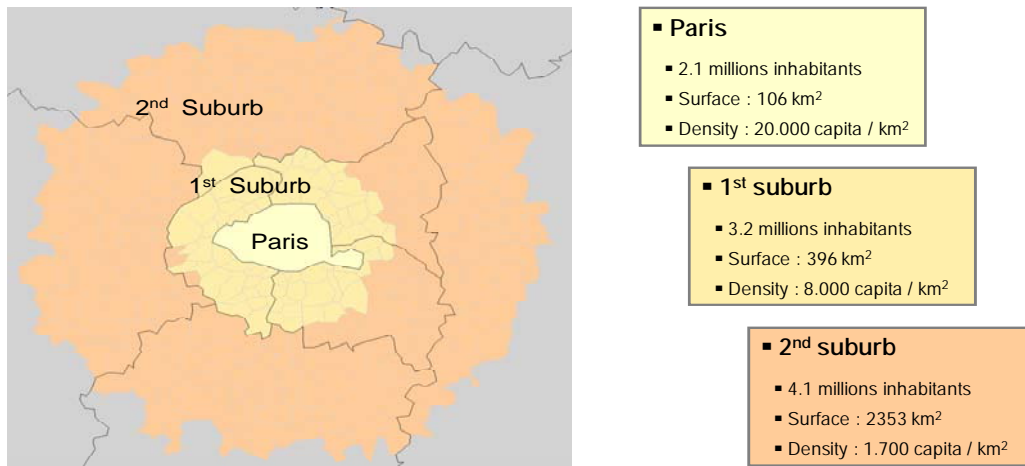 2nd Suburb
1st Suburb
Paris
▪ Paris
▪ 2.1 millions inhabitants
▪ Surface : 106 km²
▪ Density : 20.000 capita / km²
▪ 1st suburb
▪ 3.2 millions inhabitants
▪ Surface : 396 km²
▪ Density : 8.000 capita / km²
▪ 2nd suburb
▪ 4.1 millions inhabitants
▪ Surface : 2353 km²
▪ Density : 1.700 capita / km²